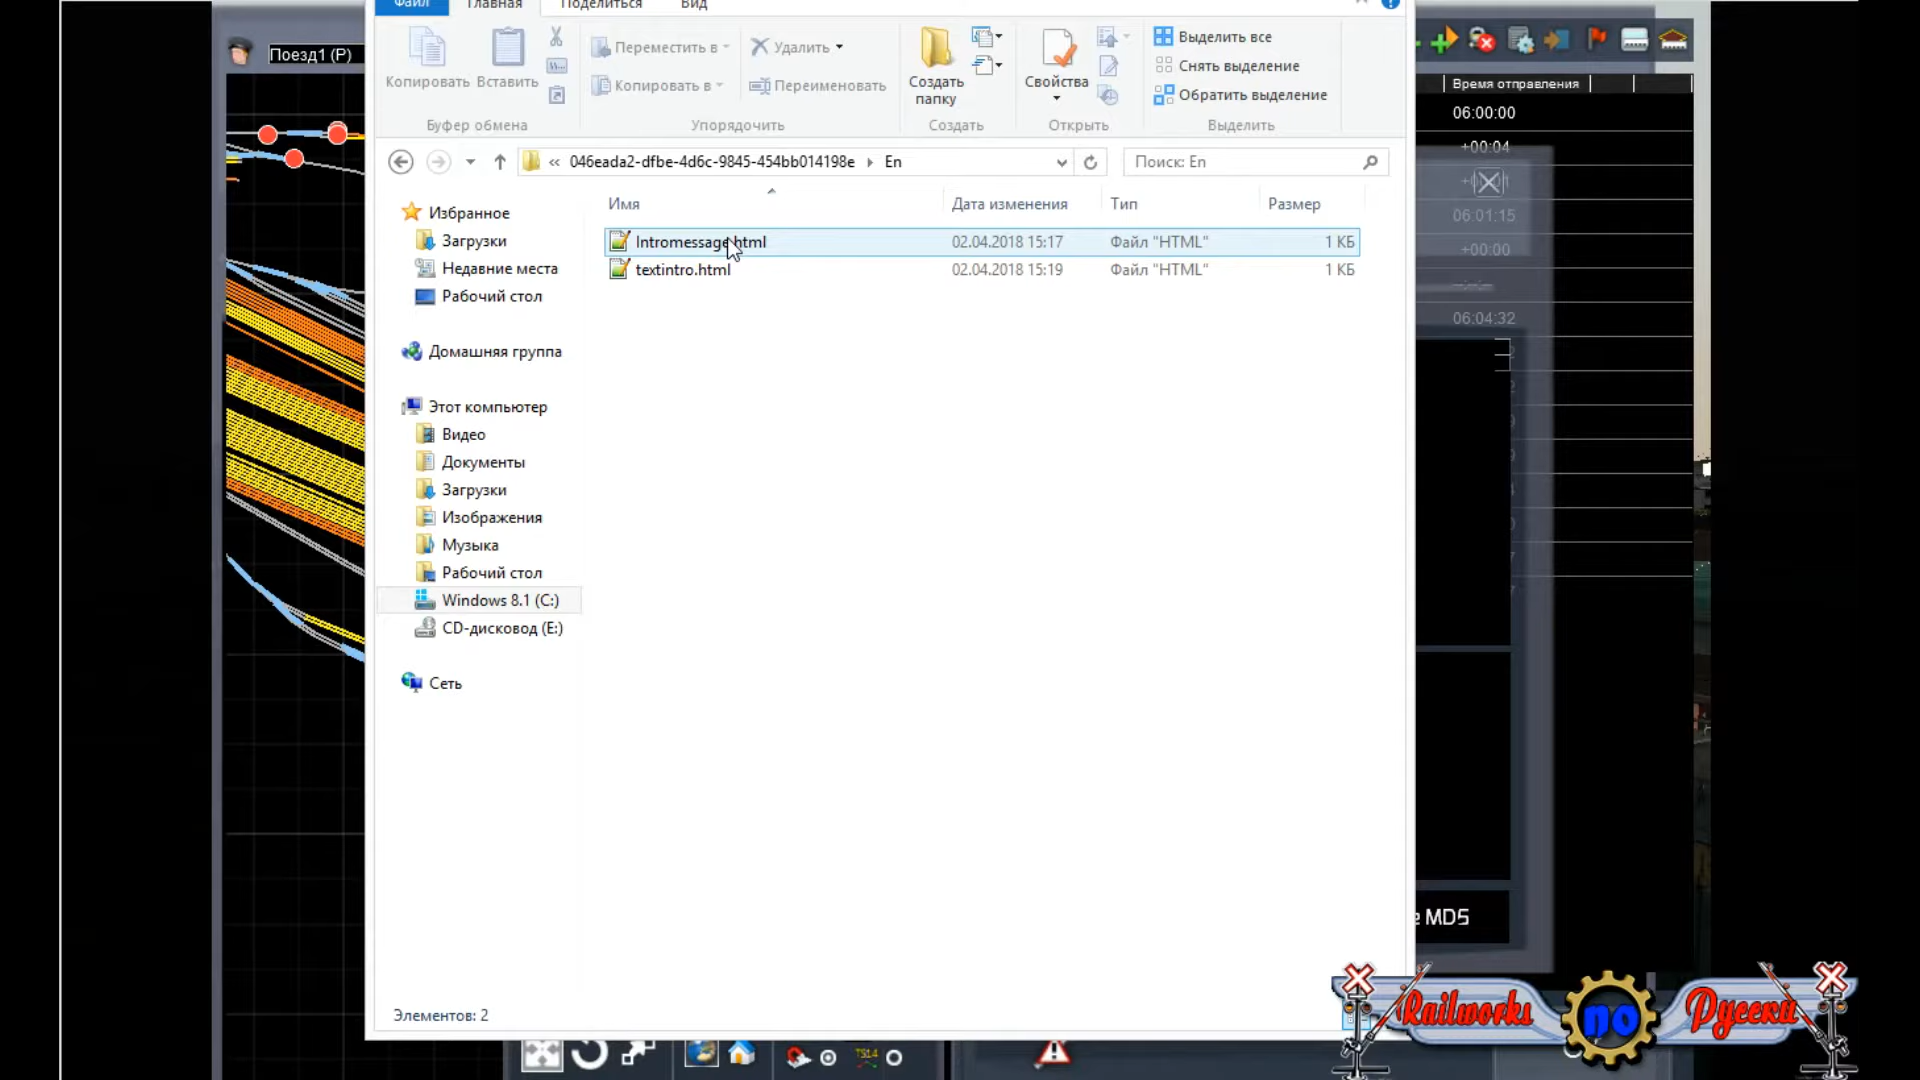 Файл
Главная
Поделиться
Вид
Поезд1 (Р)
Копировать
Вставить
Буфер обмена
Переместить в
Копировать в
Удалить
Переименовать
Упорядочить
Создать
папку
Создать
Свойства
Открыть
Выделить все
Снять выделение
Обратить выделение
Выделить
« 046eada2-dfbe-4d6c-9845-454bb014198e
En
Поиск: En
Имя
Дата изменения
Тип
Размер
Intromessage.html
02.04.2018 15:17
Файл "HTML"
1 КБ
textintro.html
02.04.2018 15:19
Файл "HTML"
1 КБ
Избранное
Загрузки
Недавние места
Рабочий стол
Домашняя группа
Этот компьютер
Видео
Документы
Загрузки
Изображения
Музыка
Рабочий стол
Windows 8.1 (C:)
CD-дисковод (E:)
Сеть
Элементов: 2
Время отправления
06:00:00
+00:04
06:01:15
+00:00
06:04:32
MD5
TS1.4
Railworks
по
Русски